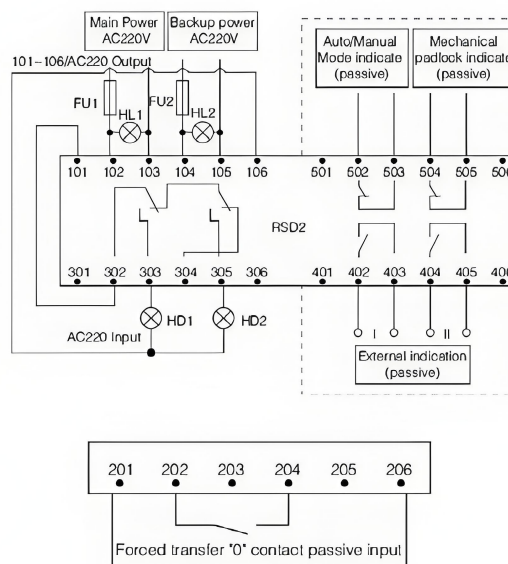 Main Power
AC220V
Backup power
AC220V
101-106/AC220 Output
FU1
HL1
FU2
HL2
Auto/Manual
Mode indicate
(passive)
Mechanical
padlock indicate
(passive)
101 102 103 104 105 106 501 502 503 504 505 506
RSD2
301 302 303 304 305 306 401 402 403 404 405 406
HD1
HD2
AC220 Input
I
II
External indication
(passive)
201 202 203 204 205 206
Forced transfer "0" contact passive input